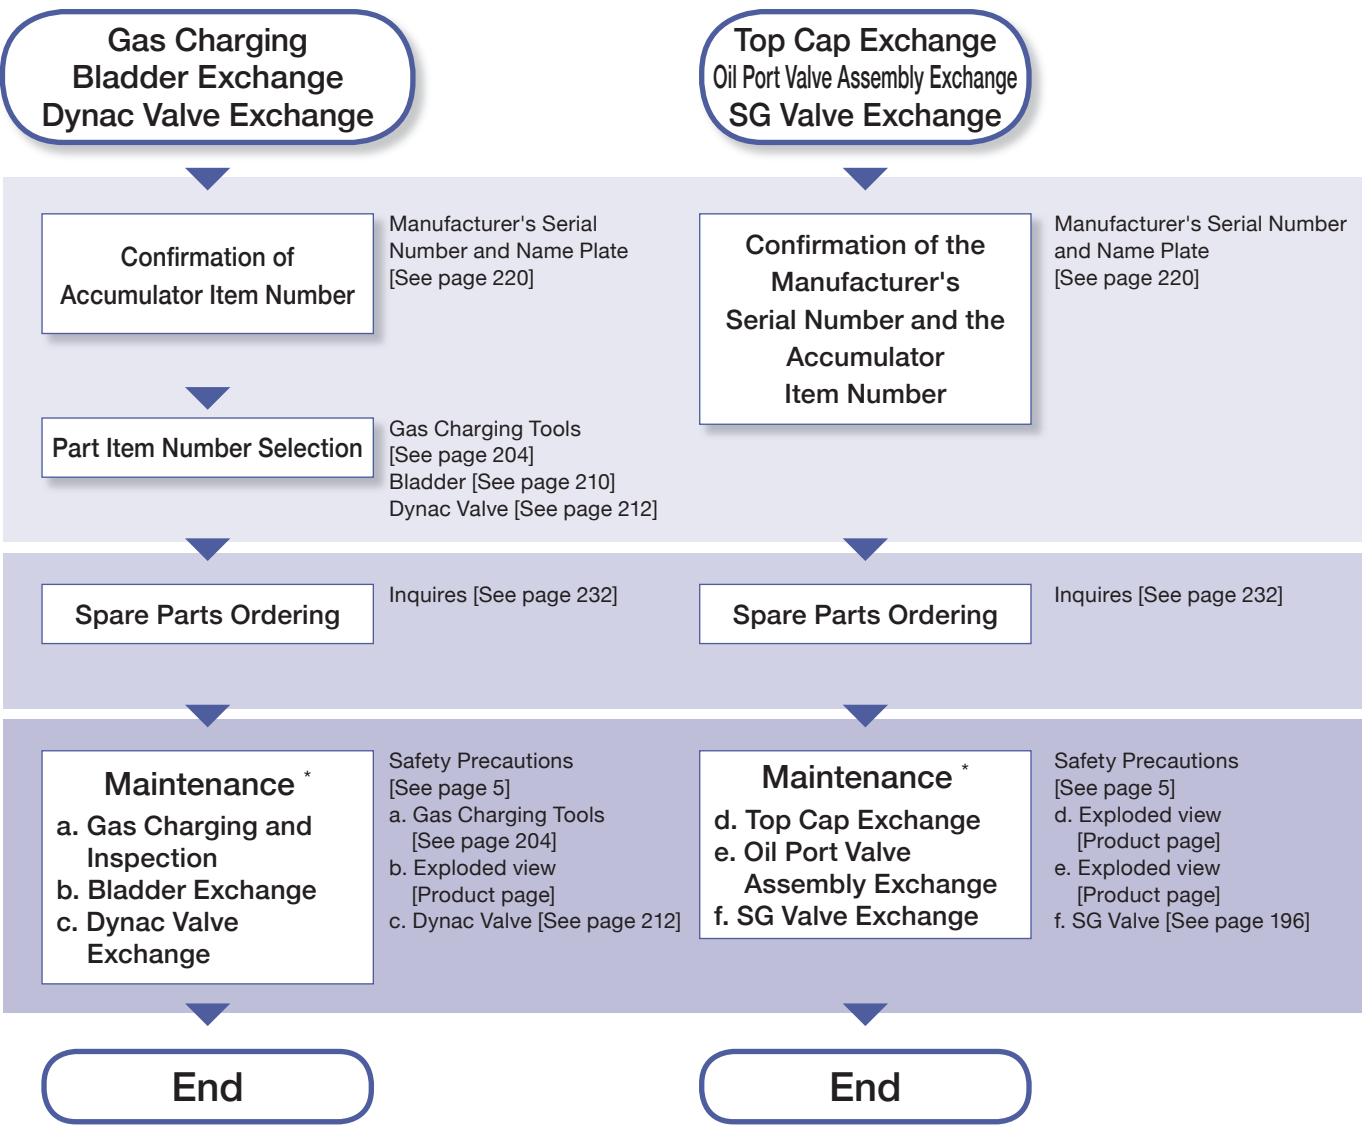 Gas Charging
Bladder Exchange
Dynac Valve Exchange
Confirmation of
Accumulator Item Number
Manufacturer's Serial
Number and Name Plate
[See page 220]
Part Item Number Selection
Gas Charging Tools
[See page 204]
Bladder [See page 210]
Dynac Valve [See page 212]
Spare Parts Ordering
Inquires [See page 232]
Maintenance *
a. Gas Charging and
Inspection
b. Bladder Exchange
c. Dynac Valve
Exchange
Safety Precautions
[See page 5]
a. Gas Charging Tools
[See page 204]
b. Exploded view
[Product page]
c. Dynac Valve [See page 212]
End
Top Cap Exchange
Oil Port Valve Assembly Exchange
SG Valve Exchange
Confirmation of the
Manufacturer's
Serial Number and the
Accumulator
Item Number
Manufacturer's Serial Number
and Name Plate
[See page 220]
Spare Parts Ordering
Inquires [See page 232]
Maintenance *
d. Top Cap Exchange
e. Oil Port Valve
Assembly Exchange
f. SG Valve Exchange
Safety Precautions
[See page 5]
d. Exploded view
[Product page]
e. Exploded view
[Product page]
f. SG Valve [See page 196]
End